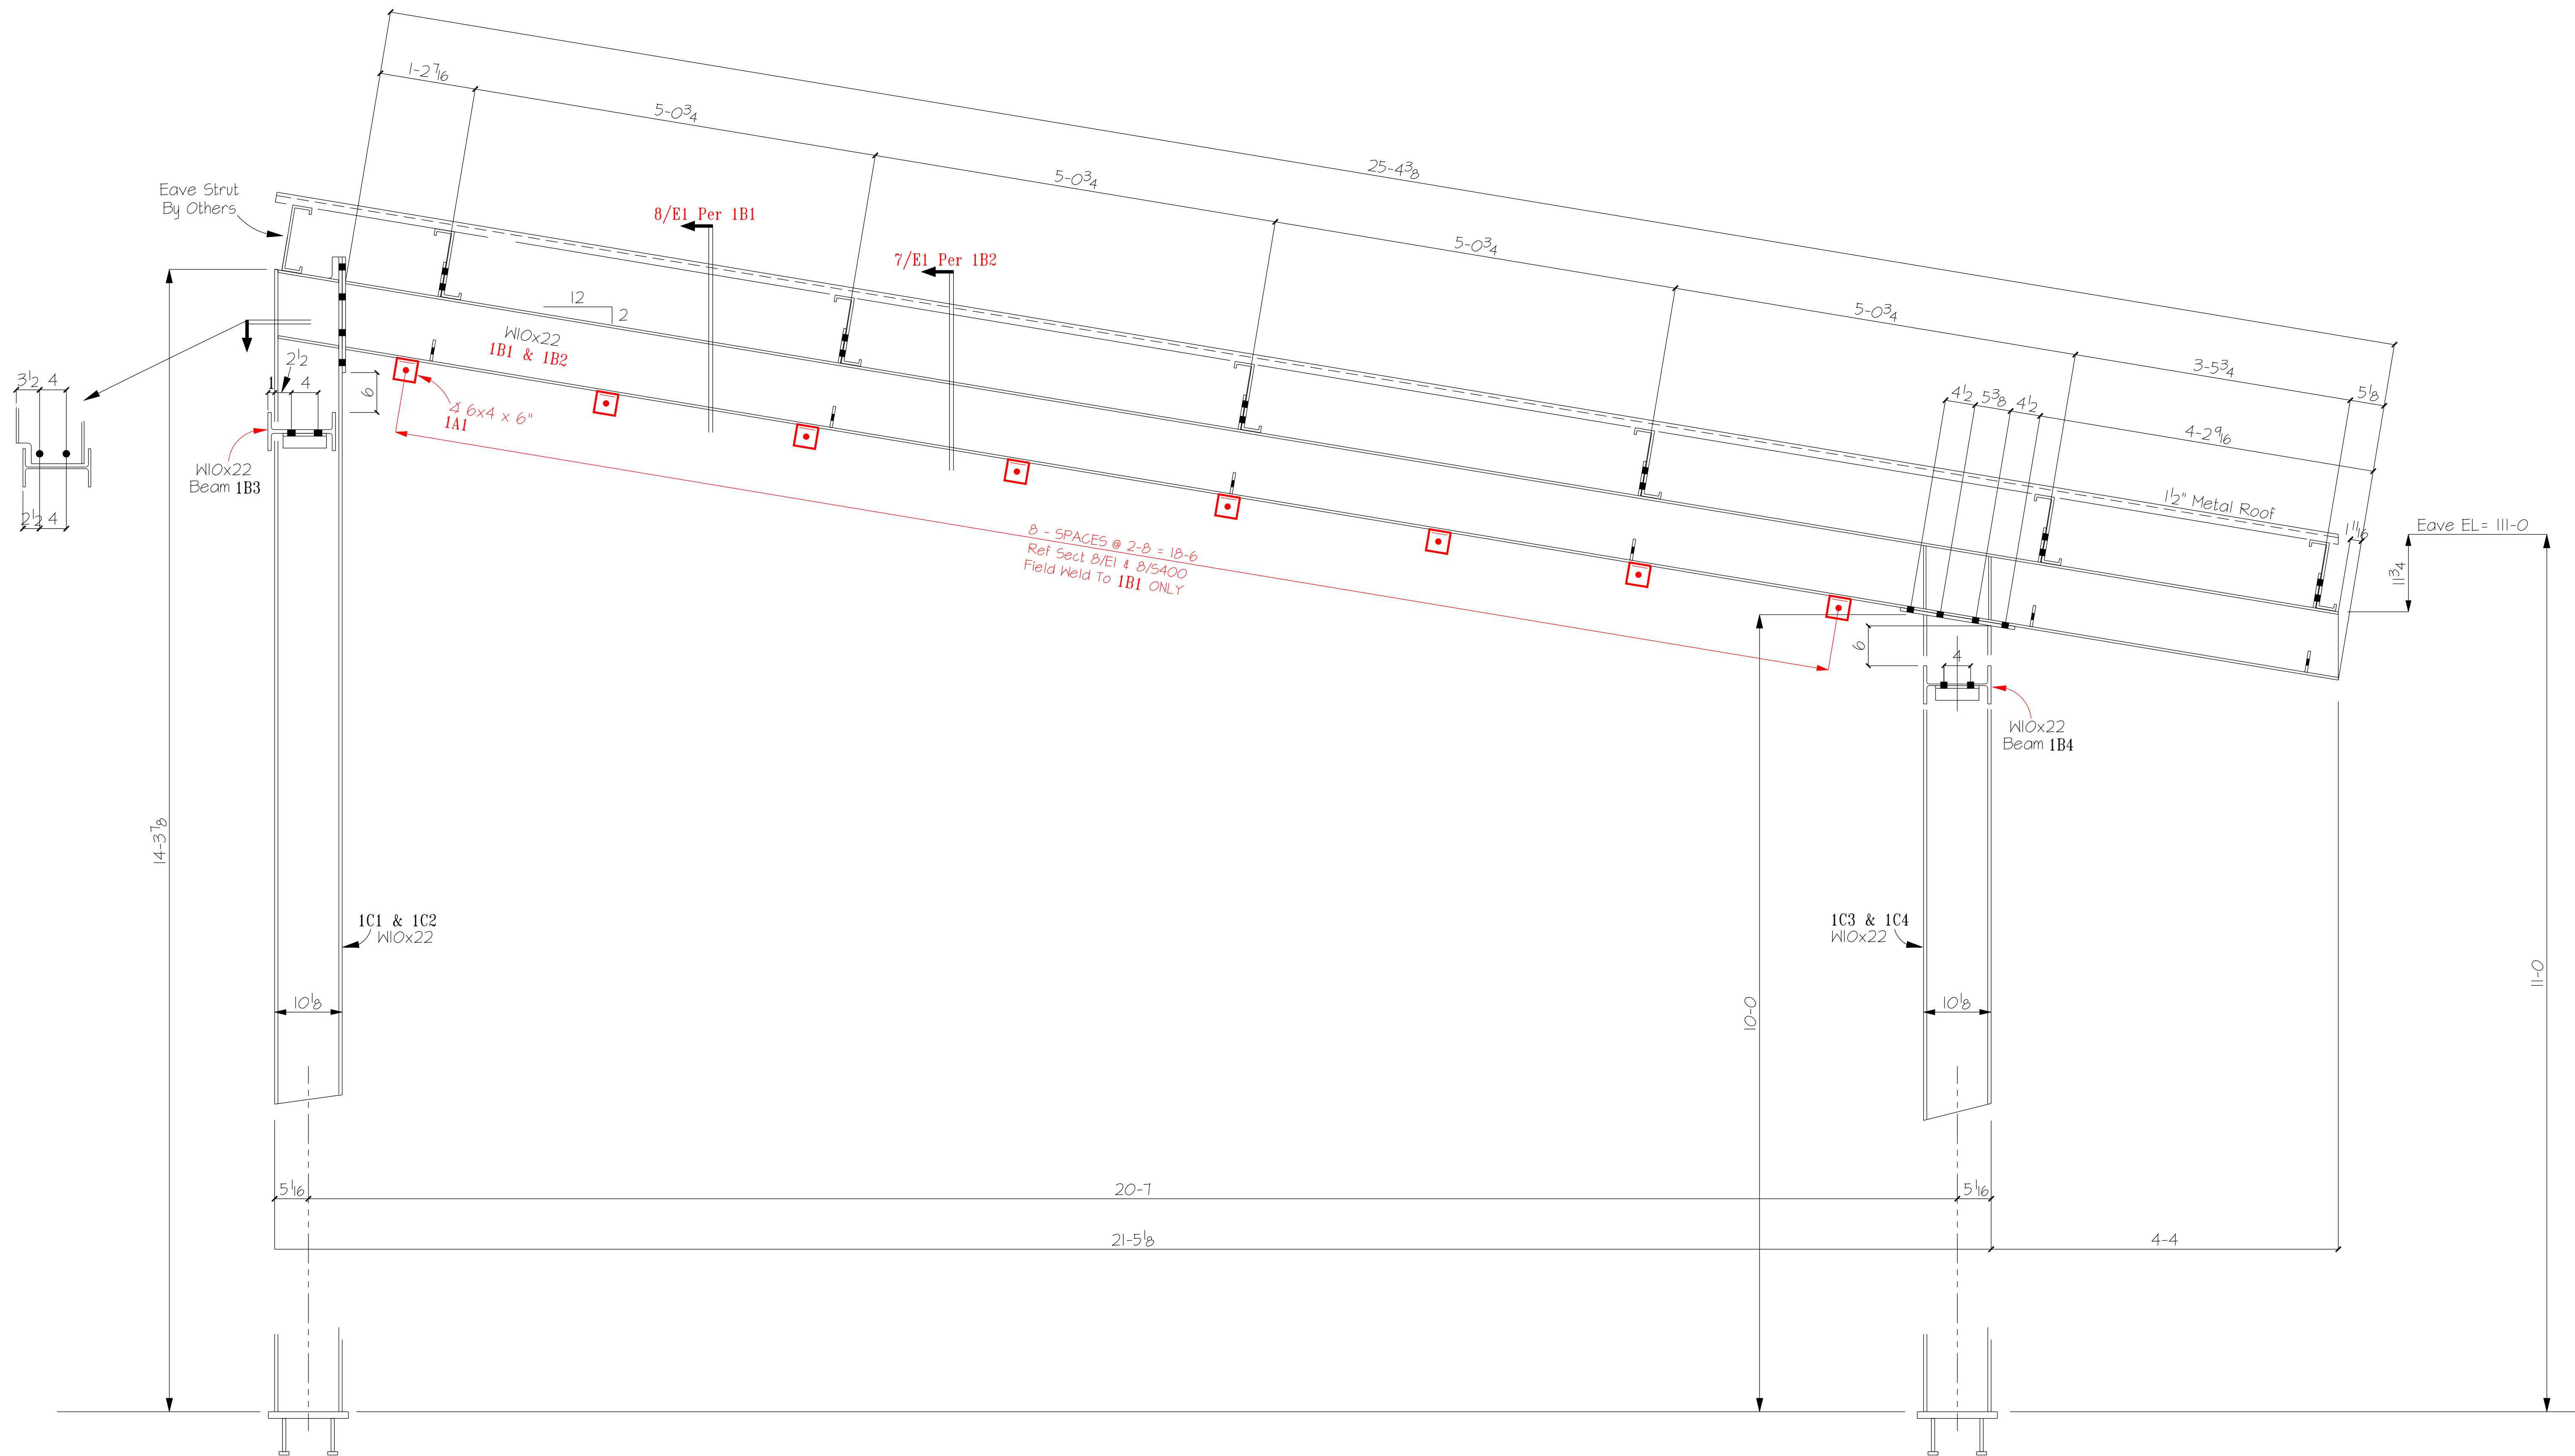 1-2 7/16
5-0 3/4
5-0 3/4
25-4 3/8
5-0 3/4
5-0 3/4
3-5 3/4
5 1/8
Eave Strut
By Others
8/E1 Per 1B1
7/E1 Per 1B2
12
2
W10x22
1B1 & 1B2
3 1/2
4
2 1/2
4
1
2 1/2
4
6
W10x22
Beam 1B3
∡ 6x4 x 6"
1A1
8 - SPACES @ 2-8 = 18-6
Ref Sect 8/E1 & 8/S400
Field Weld To 1B1 ONLY
4 1/2
5 3/8
4 1/2
4-2 9/16
1 1/2" Metal Roof
1 11/16
Eave EL= 111-0
11 3/4
6
4
W10x22
Beam 1B4
14-3 7/8
1C1 & 1C2
W10x22
1C3 & 1C4
W10x22
10-0
11-0
10 1/8
10 1/8
5 1/16
20-7
5 1/16
21-5 1/8
4-4